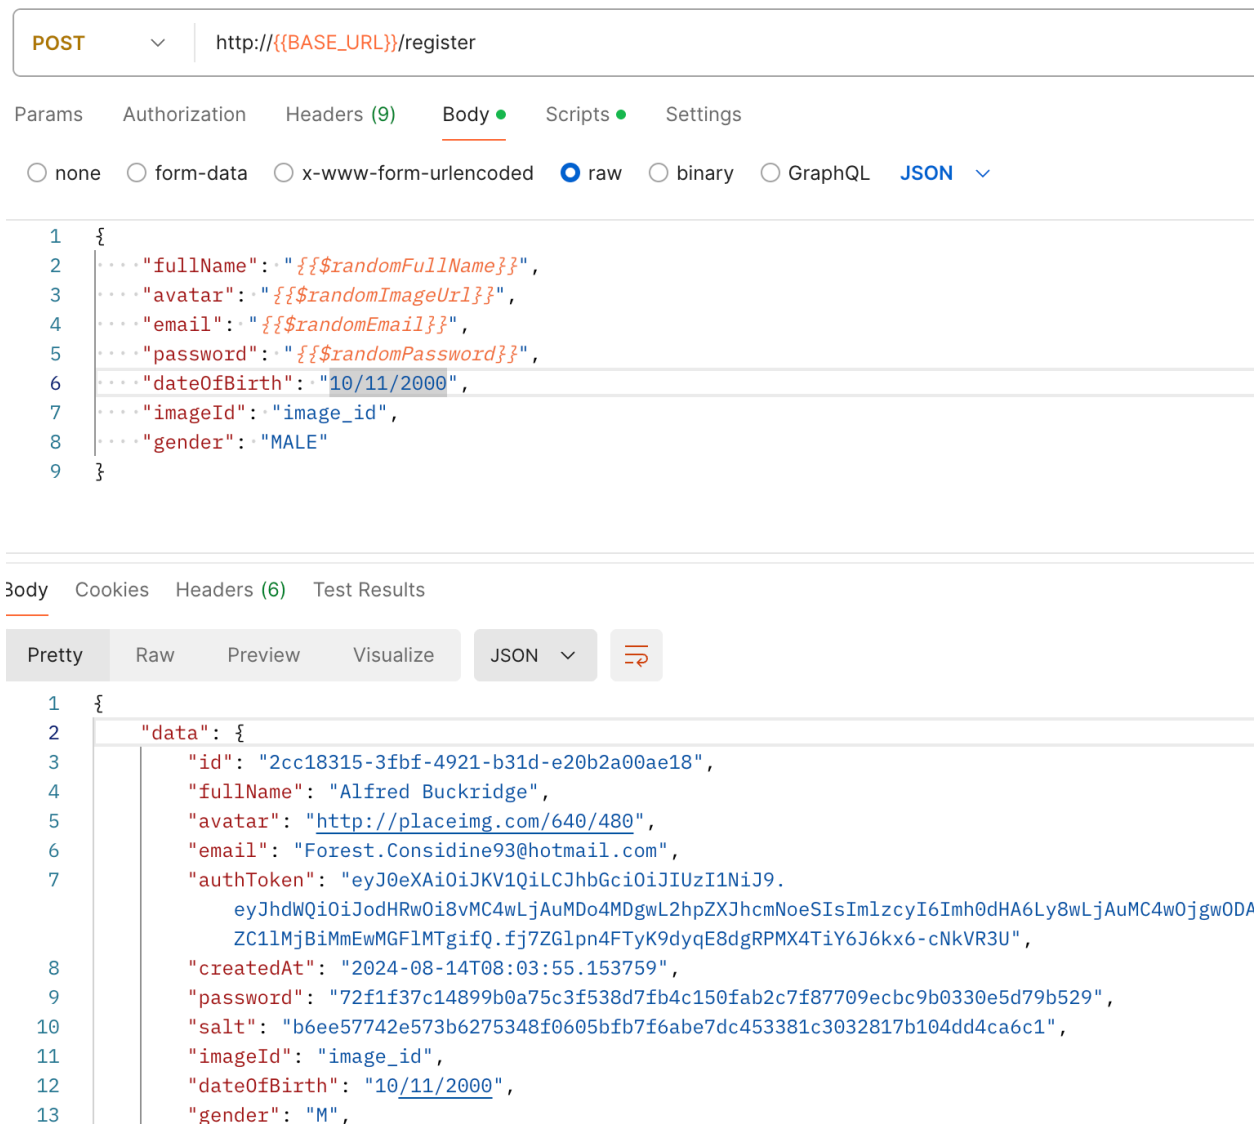 POST http://{{BASE_URL}}/register
Params Authorization Headers (9) Body Scripts Settings
none form-data x-www-form-urlencoded raw binary GraphQL JSON
1 {
2 ····"fullName":·"{{$randomFullName}}",
3 ····"avatar":·"{{$randomImageUrl}}",
4 ····"email":·"{{$randomEmail}}",
5 ····"password":·"{{$randomPassword}}",
6 ····"dateOfBirth":·"10/11/2000",
7 ····"imageId":·"image_id",
8 ····"gender":·"MALE"
9 }
Body Cookies Headers (6) Test Results
Pretty Raw Preview Visualize JSON
1 {
2 "data": {
3 "id": "2cc18315-3fbf-4921-b31d-e20b2a00ae18",
4 "fullName": "Alfred Buckridge",
5 "avatar": "http://placeimg.com/640/480",
6 "email": "Forest.Considine93@hotmail.com",
7 "authToken": "eyJ0eXAiOiJKV1QiLCJhbGciOiJIUzI1NiJ9.
eyJhdWQiOiJodHRwOi8vMC4wLjAuMDo4MDgwL2hpZXJhcmNoeSIsImlzcyI6Imh0dHA6Ly8wLjAuMC4wOjgwODA
ZC1lMjBiMmEwMGFlMTgifQ.fj7ZGlpn4FTyK9dyqE8dgRPMX4TiY6J6kx6-cNkVR3U",
8 "createdAt": "2024-08-14T08:03:55.153759",
9 "password": "72f1f37c14899b0a75c3f538d7fb4c150fab2c7f87709ecbc9b0330e5d79b529",
10 "salt": "b6ee57742e573b6275348f0605bfb7f6abe7dc453381c3032817b104dd4ca6c1",
11 "imageId": "image_id",
12 "dateOfBirth": "10/11/2000",
13 "gender": "M",